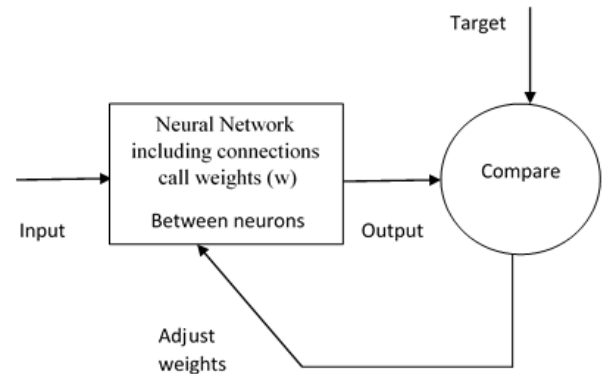 Target
Neural Network
including connections
call weights (w)
Between neurons
Compare
Input
Output
Adjust
weights